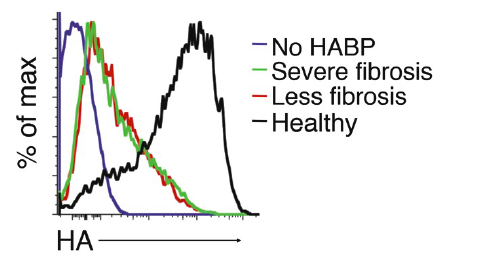 % of max
No HABP
Severe fibrosis
Less fibrosis
Healthy
HA